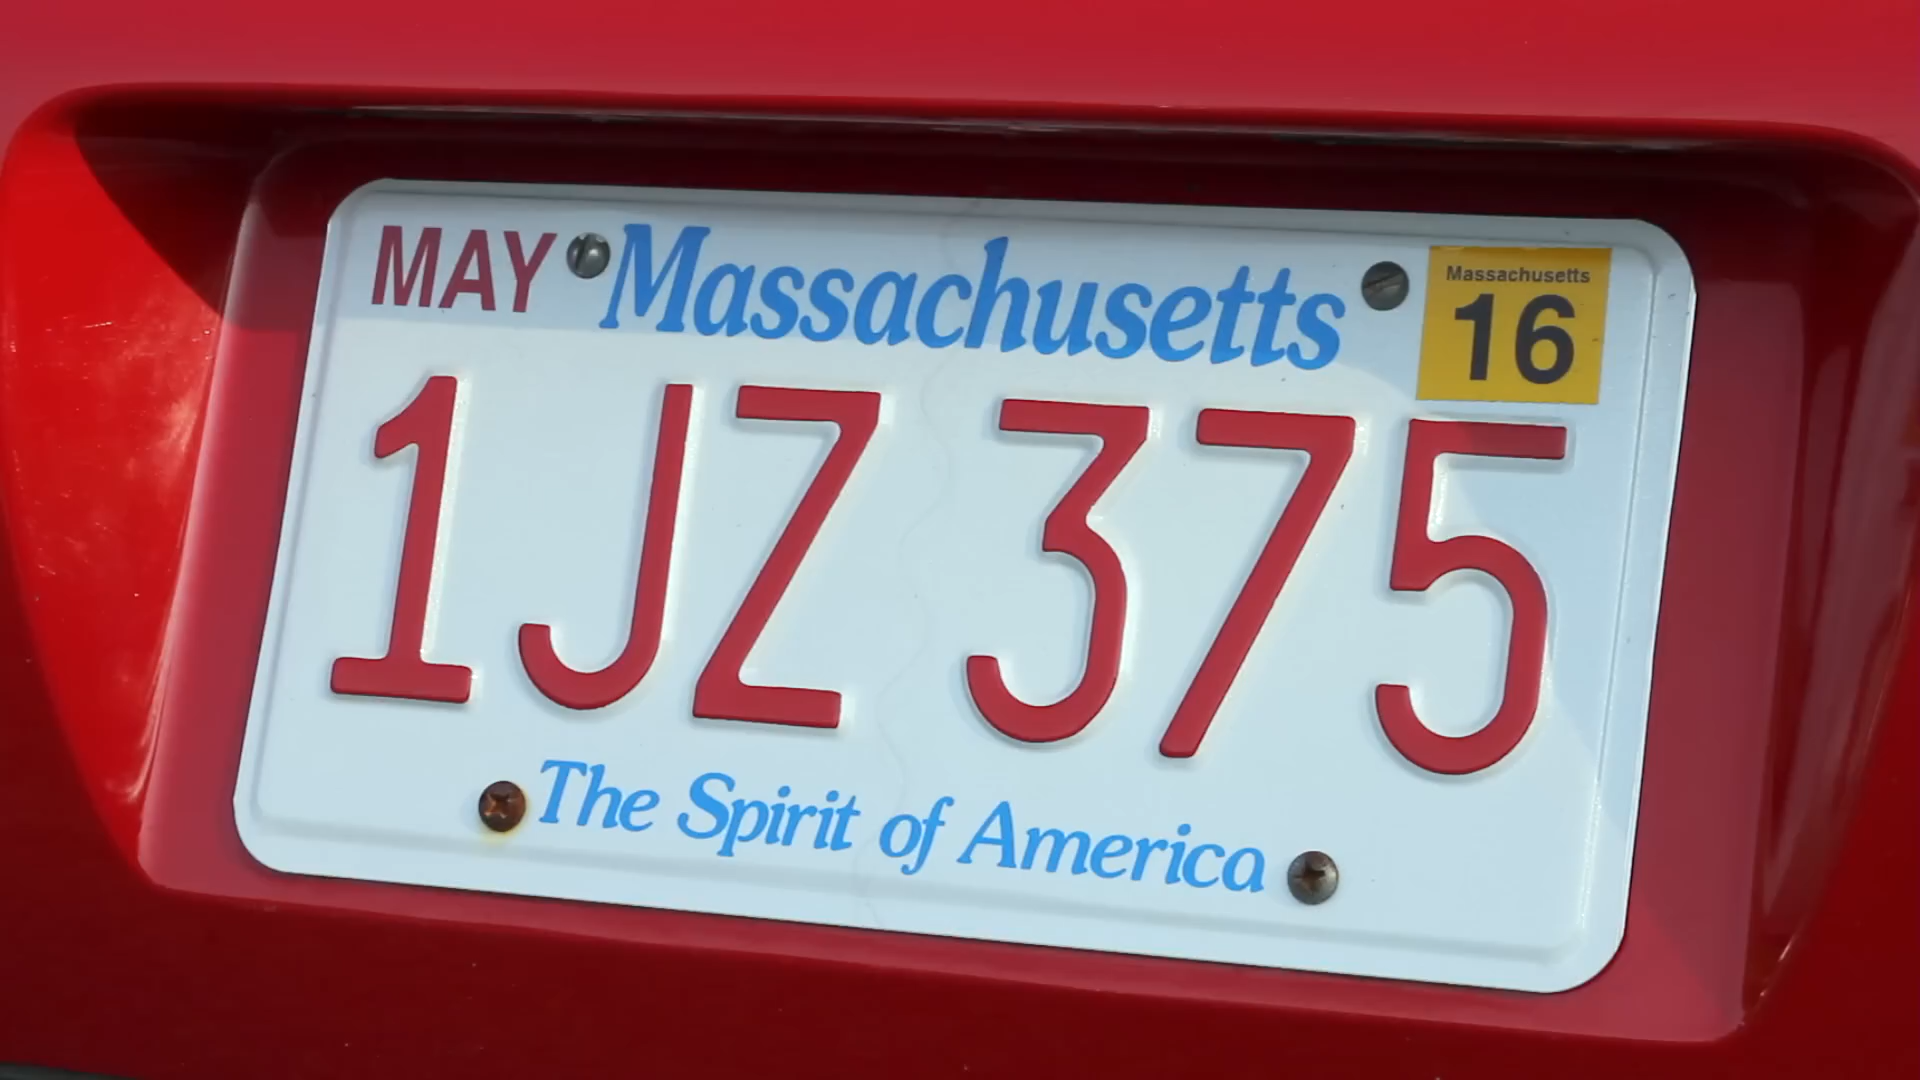 MAY Massachusetts
Massachusetts
16
1JZ 375
The Spirit of America